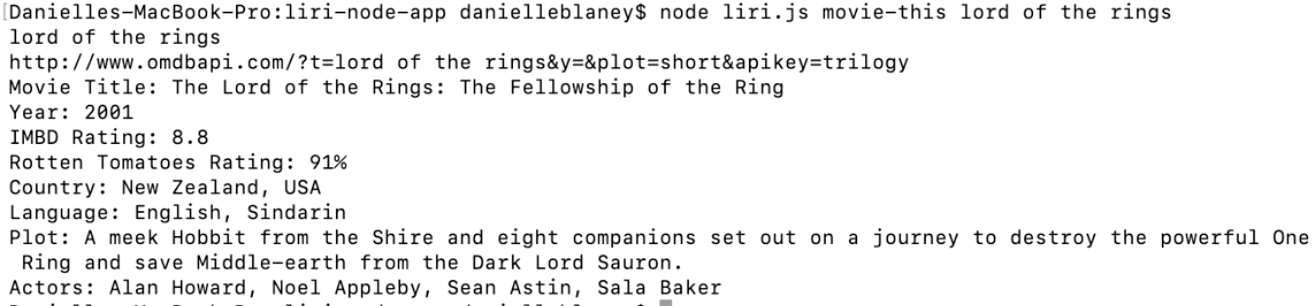 [Danielles-MacBook-Pro:liri-node-app danielleblaney$ node liri.js movie-this lord of the rings
lord of the rings
http://www.omdbapi.com/?t=lord of the rings&y=&plot=short&apikey=trilogy
Movie Title: The Lord of the Rings: The Fellowship of the Ring
Year: 2001
IMBD Rating: 8.8
Rotten Tomatoes Rating: 91%
Country: New Zealand, USA
Language: English, Sindarin
Plot: A meek Hobbit from the Shire and eight companions set out on a journey to destroy the powerful One
Ring and save Middle-earth from the Dark Lord Sauron.
Actors: Alan Howard, Noel Appleby, Sean Astin, Sala Baker